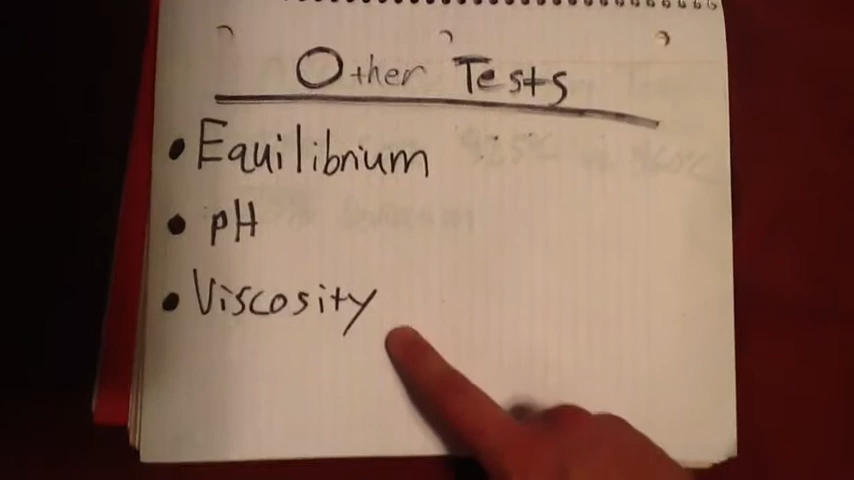 Other Tests
• Equilibrium
• pH
• Viscosity